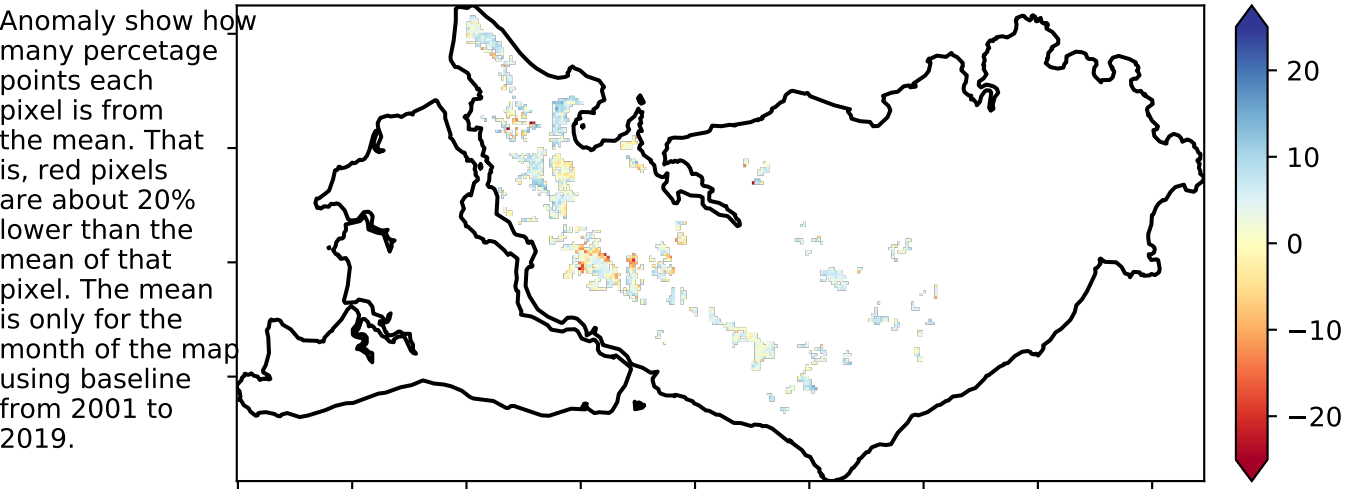 Anomaly show how
many percetage
points each
pixel is from
the mean. That
is, red pixels
are about 20%
lower than the
mean of that
pixel. The mean
is only for the
month of the map
using baseline
from 2001 to
2019.
20
10
0
−10
−20